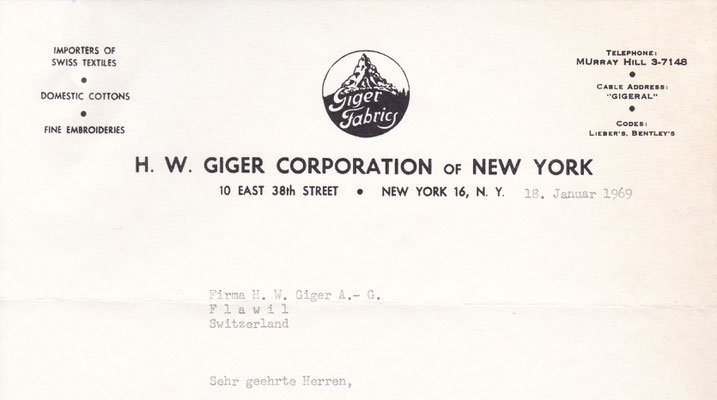 IMPORTERS OF
SWISS TEXTILES
●
DOMESTIC COTTONS
●
FINE EMBROIDERIES
Giger
Fabrics
TELEPHONE:
MURRAY HILL 3-7148
●
CABLE ADDRESS:
"GIGERAL"
●
CODES:
LIEBER'S, BENTLEY'S
H. W. GIGER CORPORATION OF NEW YORK
10 EAST 38th STREET ● NEW YORK 16, N. Y. 18. Januar 1969
Firma H. W. Giger A.- G.
F l a w i l
Switzerland
Sehr geehrte Herren,